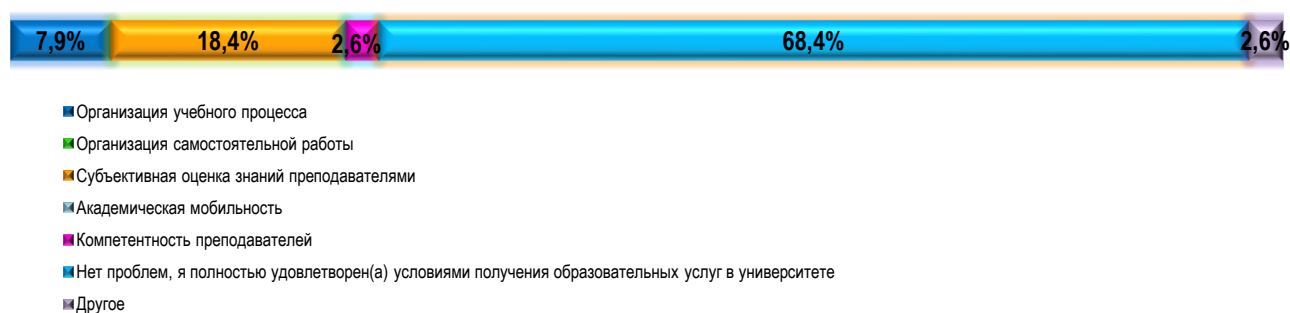 7,9% 18,4% 2,6% 68,4% 2,6%
Организация учебного процесса
Организация самостоятельной работы
Субъективная оценка знаний преподавателями
Академическая мобильность
Компетентность преподавателей
Нет проблем, я полностью удовлетворен(а) условиями получения образовательных услуг в университете
Другое